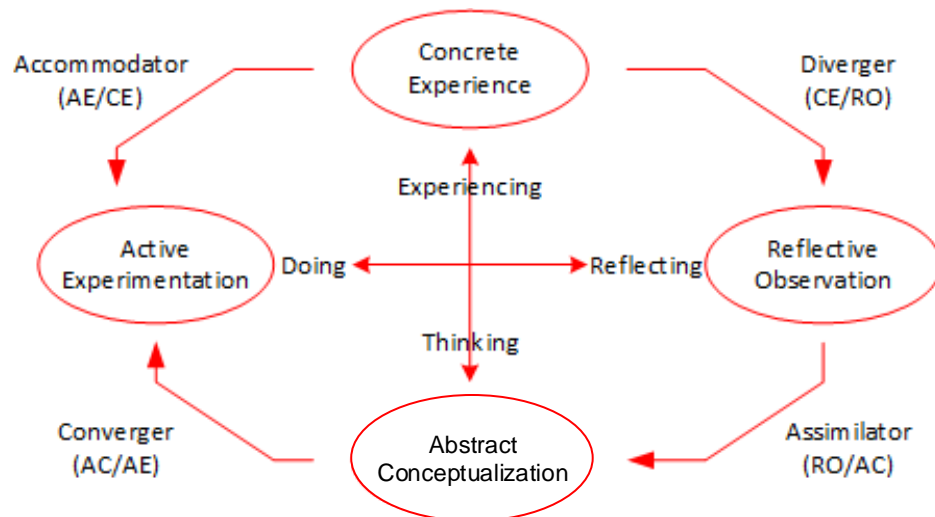 Concrete
Experience
Accommodator
(AE/CE)
Diverger
(CE/RO)
Experiencing
Active
Experimentation
Doing
Reflecting
Reflective
Observation
Thinking
Converger
(AC/AE)
Abstract
Conceptualization
Assimilator
(RO/AC)